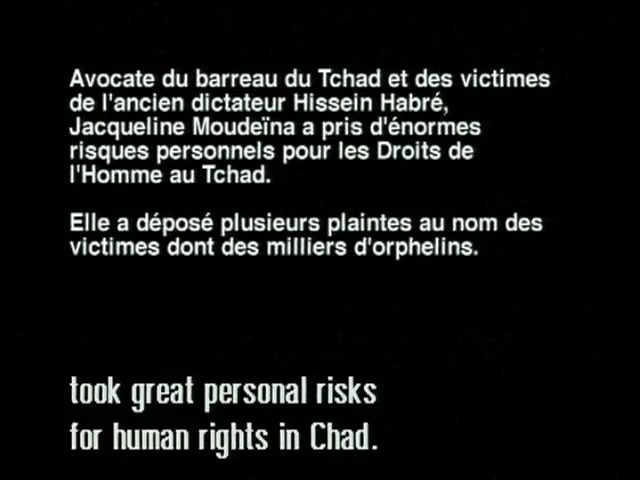 Avocate du barreau du Tchad et des victimes
de l'ancien dictateur Hissein Habré,
Jacqueline Moudeïna a pris d'énormes
risques personnels pour les Droits de
l'Homme au Tchad.
Elle a déposé plusieurs plaintes au nom des
victimes dont des milliers d'orphelins.
took great personal risks
for human rights in Chad.